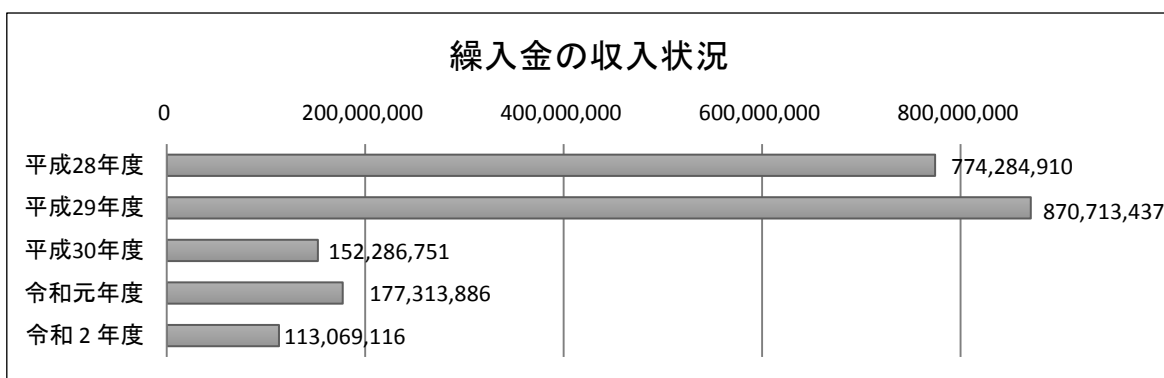 繰入金の収入状況
0 200,000,000 400,000,000 600,000,000 800,000,000
平成28年度 774,284,910
平成29年度 870,713,437
平成30年度 152,286,751
令和元年度 177,313,886
令和２年度 113,069,116